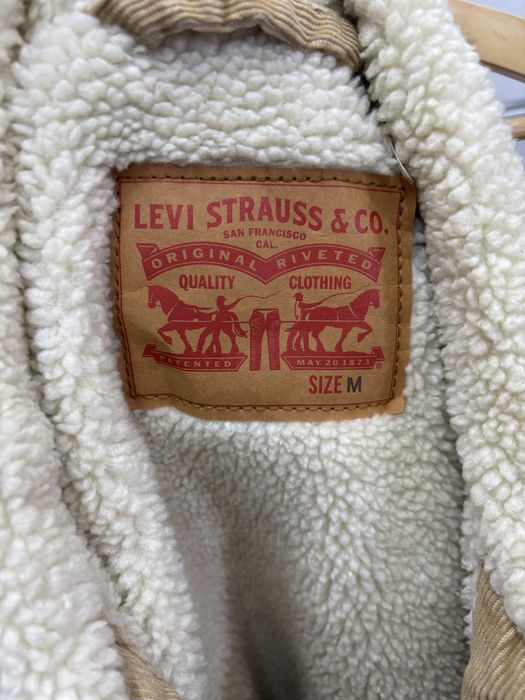 LEVI STRAUSS & CO.
SAN FRANCISCO
CAL.
ORIGINAL RIVETED
QUALITY CLOTHING
PATENTED MAY 20 1873
SIZE M